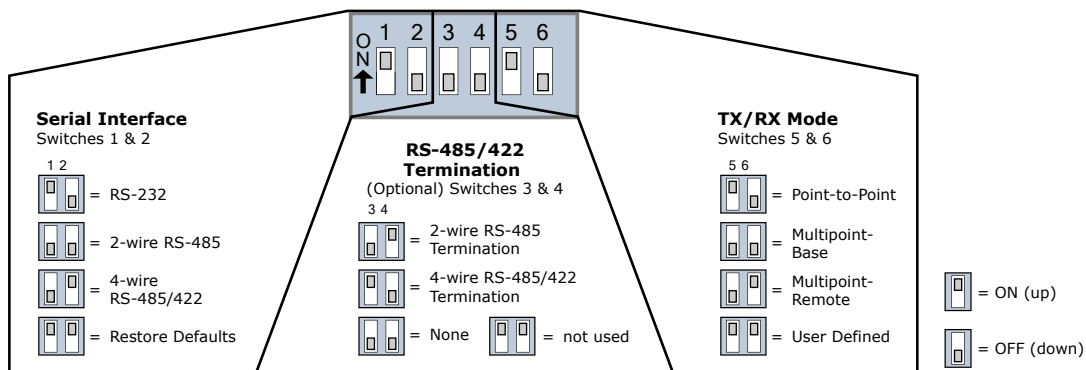 ON
1 2 3 4 5 6
Serial Interface
Switches 1 & 2
1 2
= RS-232
= 2-wire RS-485
= 4-wire
RS-485/422
= Restore Defaults
RS-485/422
Termination
(Optional) Switches 3 & 4
3 4
= 2-wire RS-485
Termination
= 4-wire RS-485/422
Termination
= None
= not used
TX/RX Mode
Switches 5 & 6
5 6
= Point-to-Point
= Multipoint-
Base
= Multipoint-
Remote
= User Defined
= ON (up)
= OFF (down)